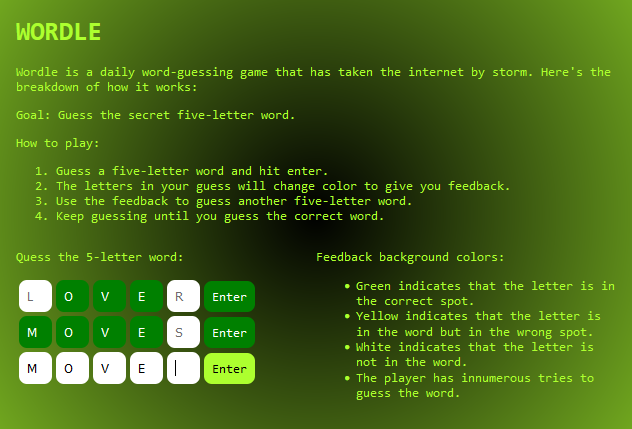 WORDLE
Wordle is a daily word-guessing game that has taken the internet by storm. Here's the
breakdown of how it works:
Goal: Guess the secret five-letter word.
How to play:
1. Guess a five-letter word and hit enter.
2. The letters in your guess will change color to give you feedback.
3. Use the feedback to guess another five-letter word.
4. Keep guessing until you guess the correct word.
Quess the 5-letter word:
L O V E R Enter
M O V E S Enter
M O V E Enter
Feedback background colors:
• Green indicates that the letter is in
the correct spot.
• Yellow indicates that the letter is
in the word but in the wrong spot.
• White indicates that the letter is
not in the word.
• The player has innumerous tries to
guess the word.